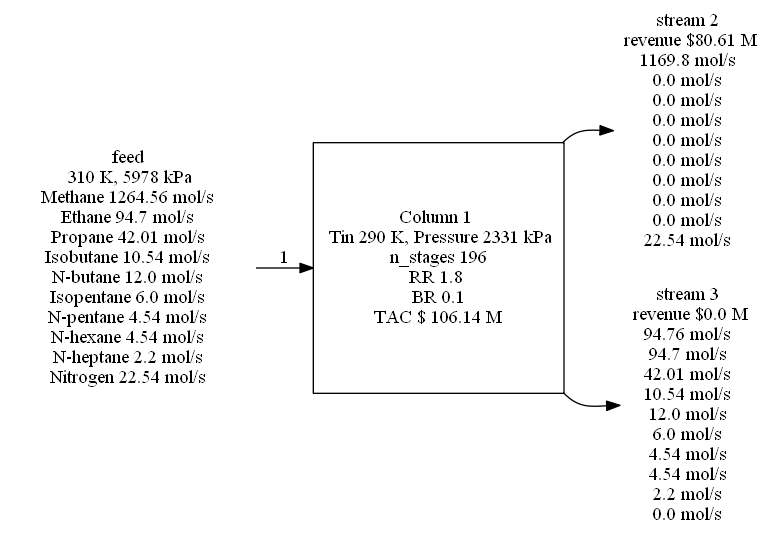 feed
310 K, 5978 kPa
Methane 1264.56 mol/s
Ethane 94.7 mol/s
Propane 42.01 mol/s
Isobutane 10.54 mol/s
N-butane 12.0 mol/s
Isopentane 6.0 mol/s
N-pentane 4.54 mol/s
N-hexane 4.54 mol/s
N-heptane 2.2 mol/s
Nitrogen 22.54 mol/s
1
Column 1
Tin 290 K, Pressure 2331 kPa
n_stages 196
RR 1.8
BR 0.1
TAC $ 106.14 M
stream 2
revenue $80.61 M
1169.8 mol/s
0.0 mol/s
0.0 mol/s
0.0 mol/s
0.0 mol/s
0.0 mol/s
0.0 mol/s
0.0 mol/s
0.0 mol/s
22.54 mol/s
stream 3
revenue $0.0 M
94.76 mol/s
94.7 mol/s
42.01 mol/s
10.54 mol/s
12.0 mol/s
6.0 mol/s
4.54 mol/s
4.54 mol/s
2.2 mol/s
0.0 mol/s